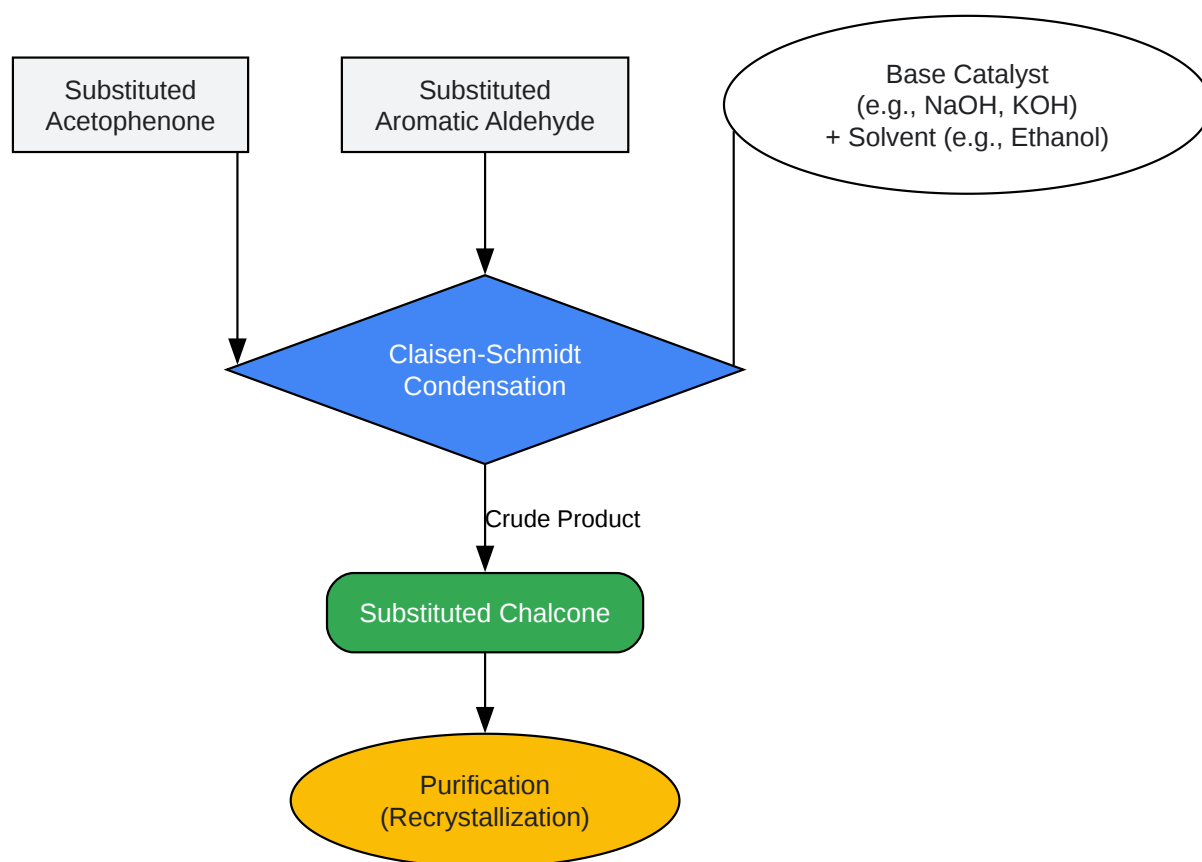 Substituted
Acetophenone
Substituted
Aromatic Aldehyde
Base Catalyst
(e.g., NaOH, KOH)
+ Solvent (e.g., Ethanol)
Claisen-Schmidt
Condensation
Crude Product
Substituted Chalcone
Purification
(Recrystallization)